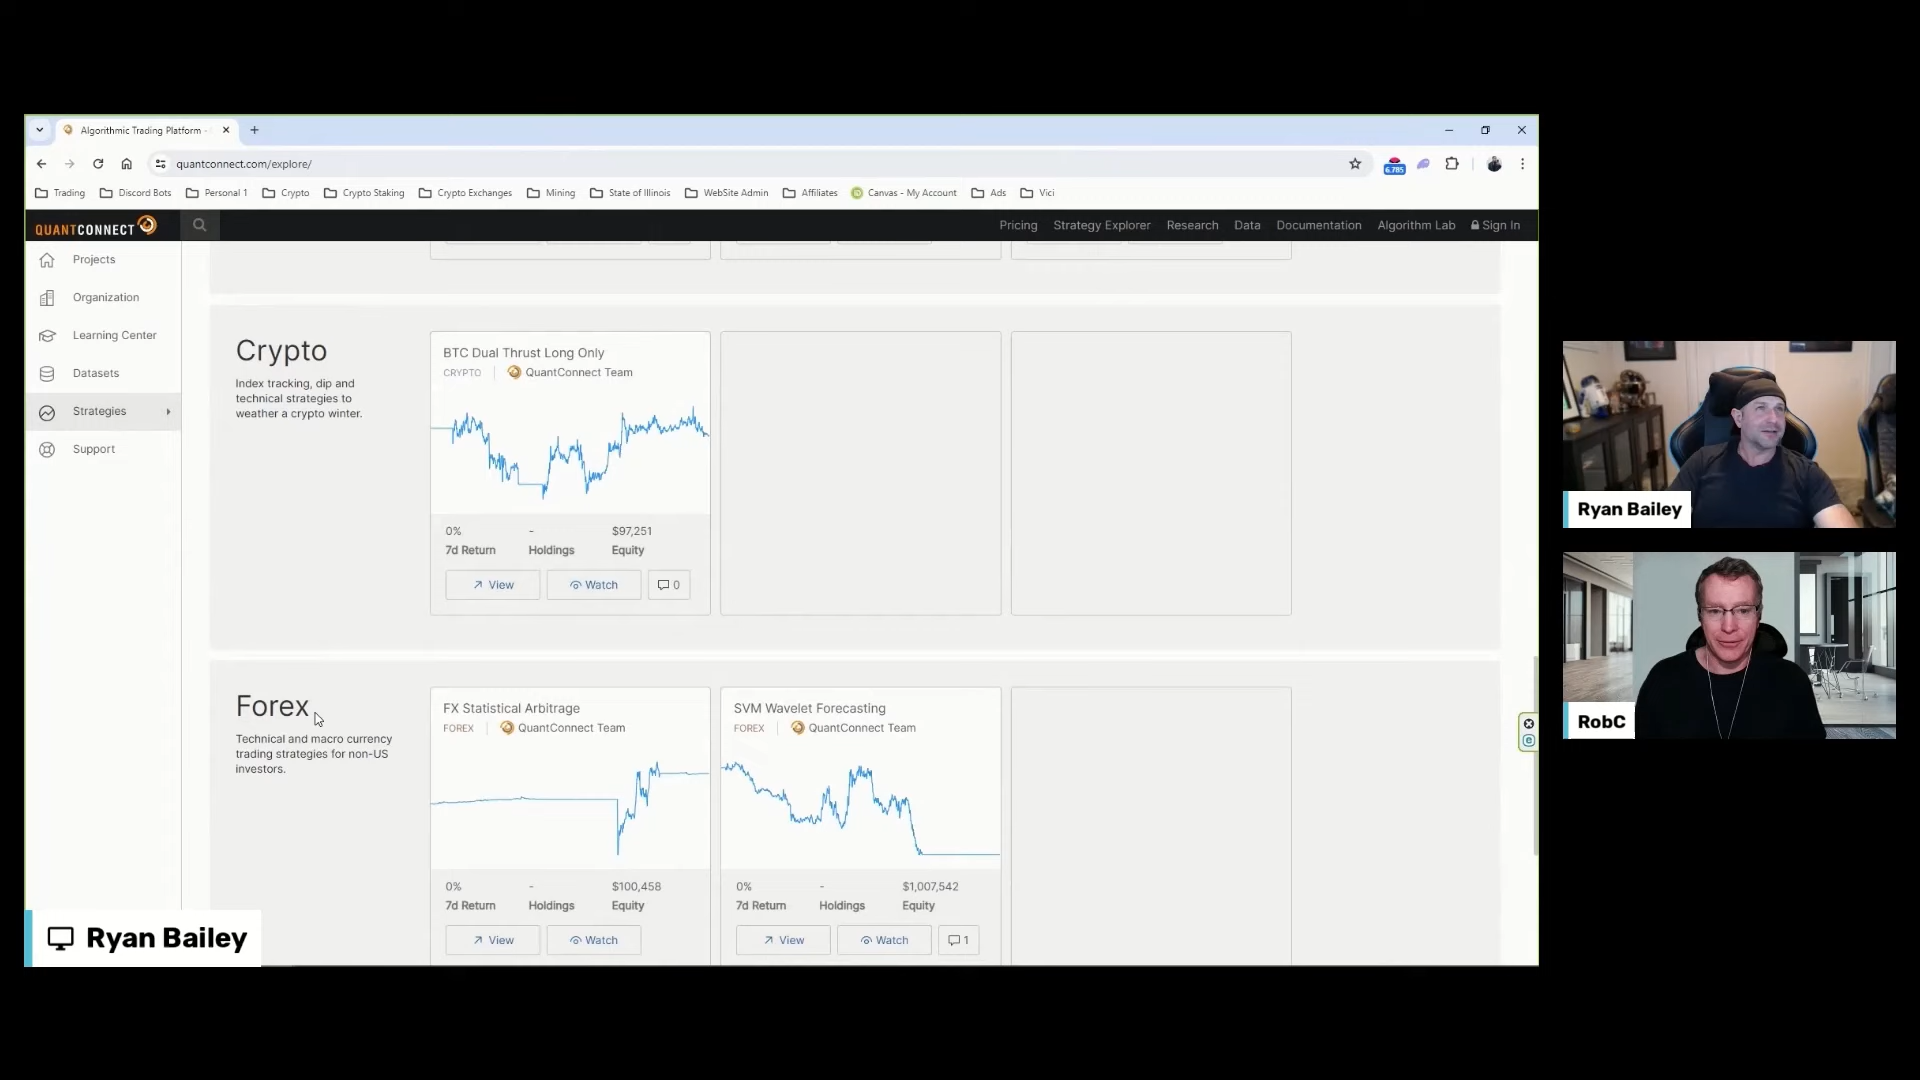 Algorithmic Trading Platform -
quantconnect.com/explore/
6.785
Trading Discord Bots Personal 1 Crypto Crypto Staking Crypto Exchanges Mining State of Illinois WebSite Admin Affiliates Canvas - My Account Ads Vici
QUANTCONNECT Pricing Strategy Explorer Research Data Documentation Algorithm Lab Sign In
Projects
Organization
Learning Center
Datasets
Strategies
Support
Crypto
Index tracking, dip and
technical strategies to
weather a crypto winter.
BTC Dual Thrust Long Only
CRYPTO QuantConnect Team
0% - $97,251
7d Return Holdings Equity
View Watch 0
Forex
Technical and macro currency
trading strategies for non-US
investors.
FX Statistical Arbitrage
FOREX QuantConnect Team
0% - $100,458
7d Return Holdings Equity
View Watch
SVM Wavelet Forecasting
FOREX QuantConnect Team
0% - $1,007,542
7d Return Holdings Equity
View Watch 1
Ryan Bailey
Ryan Bailey
RobC